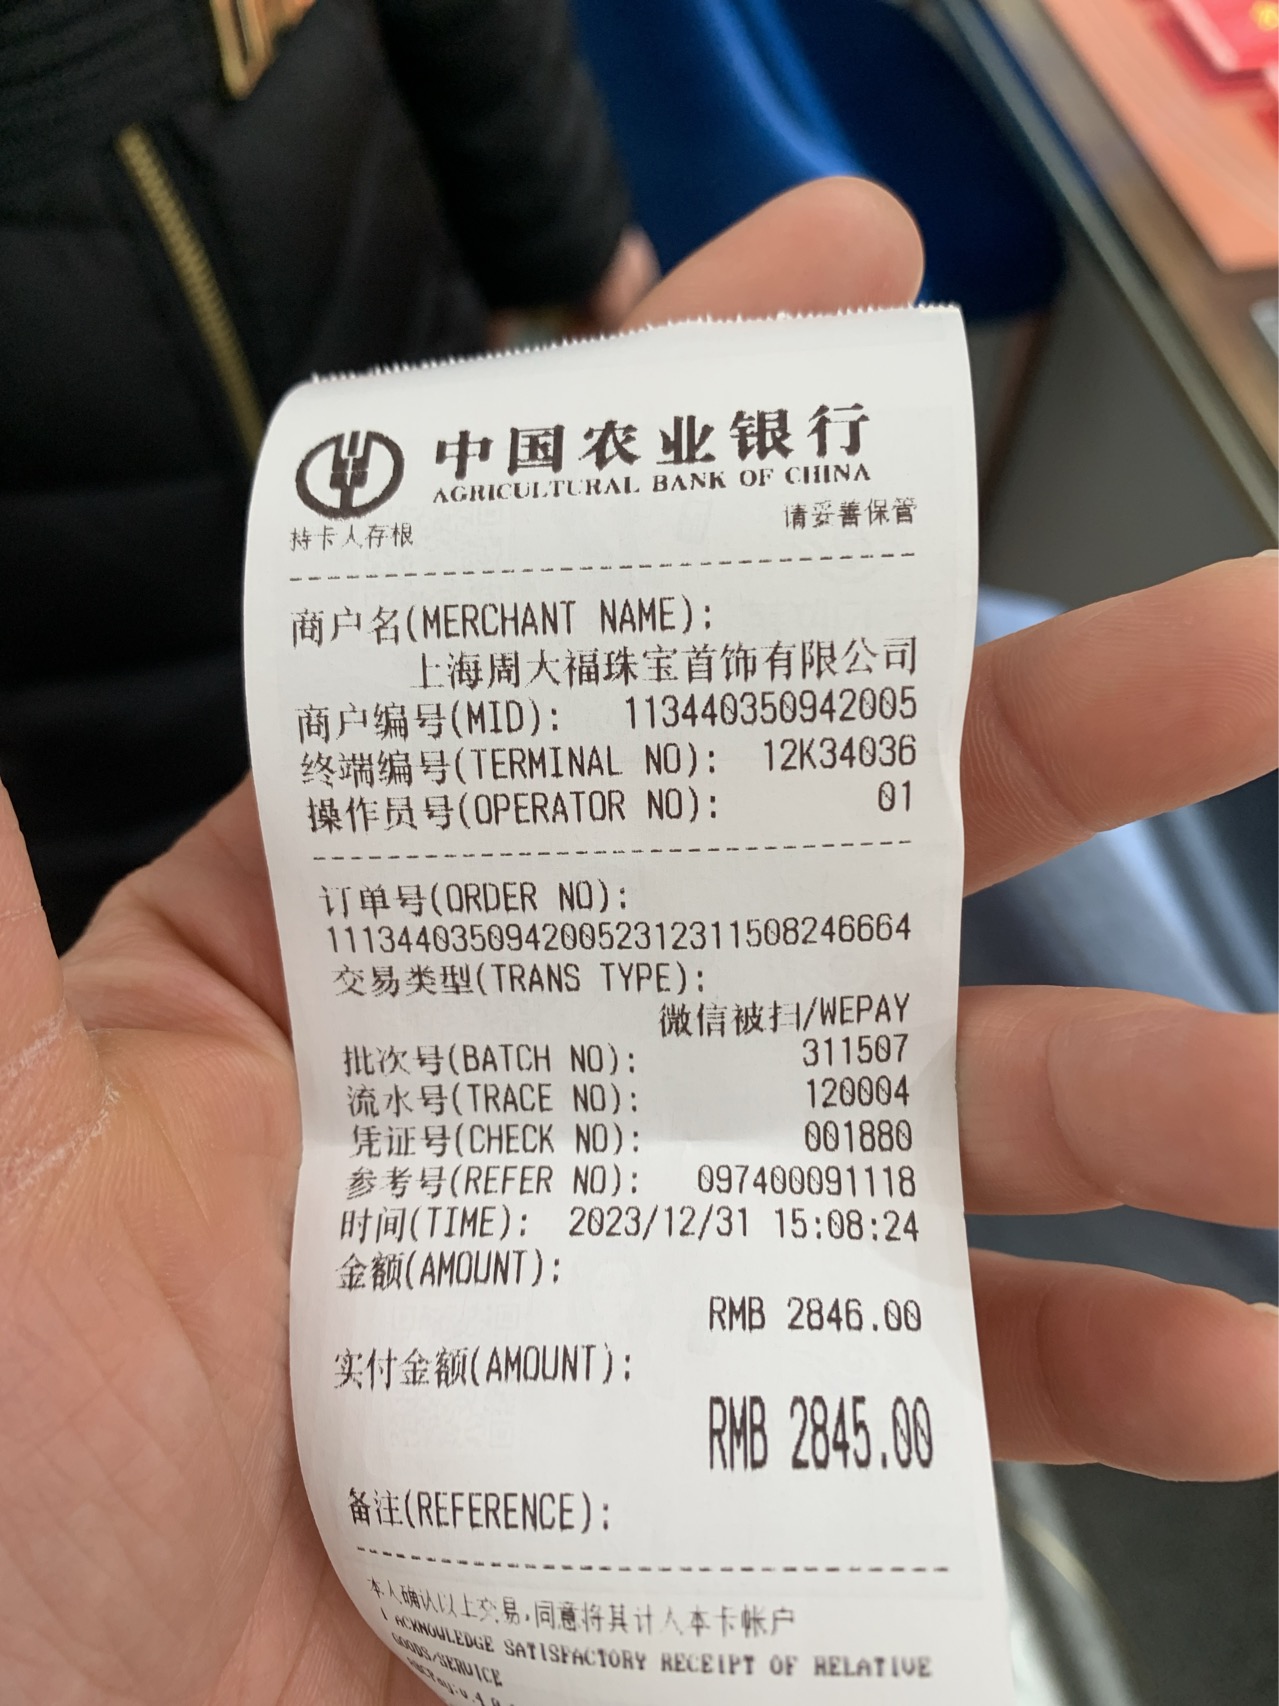 中国农业银行
AGRICULTURAL BANK OF CHINA
持卡人存根 请妥善保管
商户名(MERCHANT NAME):
上海周大福珠宝首饰有限公司
商户编号(MID): 113440350942005
终端编号(TERMINAL NO): 12K34036
操作员号(OPERATOR NO): 01
订单号(ORDER NO):
11134403509420052312311508246664
交易类型(TRANS TYPE):
微信被扫/WEPAY
批次号(BATCH NO): 311507
流水号(TRACE NO): 120004
凭证号(CHECK NO): 001880
参考号(REFER NO): 097400091118
时间(TIME): 2023/12/31 15:08:24
金额(AMOUNT):
RMB 2846.00
实付金额(AMOUNT):
RMB 2845.00
备注(REFERENCE):
本人确认以上交易,同意将其计入本卡帐户
I ACKNOWLEDGE SATISFACTORY RECEIPT OF RELATIVE
GOODS/SERVICE